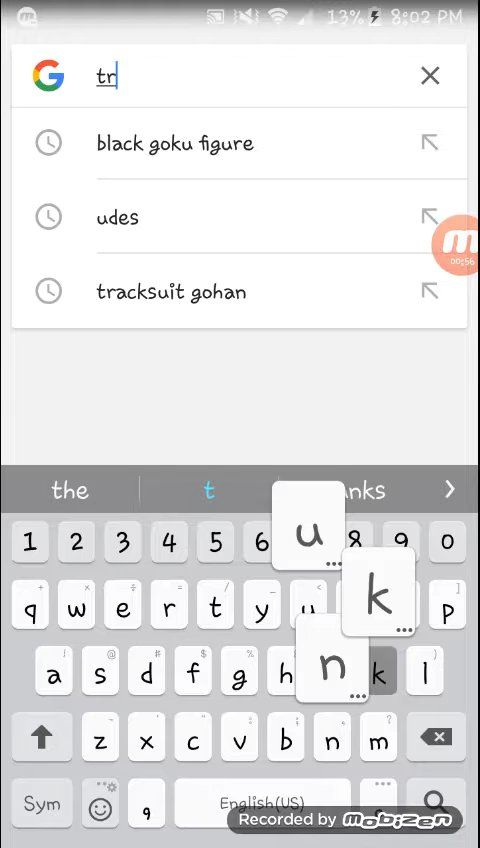 13% 8:02 PM
tr
black goku figure
udes
tracksuit gohan
00:56
the t anks
1 2 3 4 5 6 8 9 0
q w e r t y u p
u
k
n
a s d f g h k l
z x c v b n m
Sym , English(US)
Recorded by mobizen